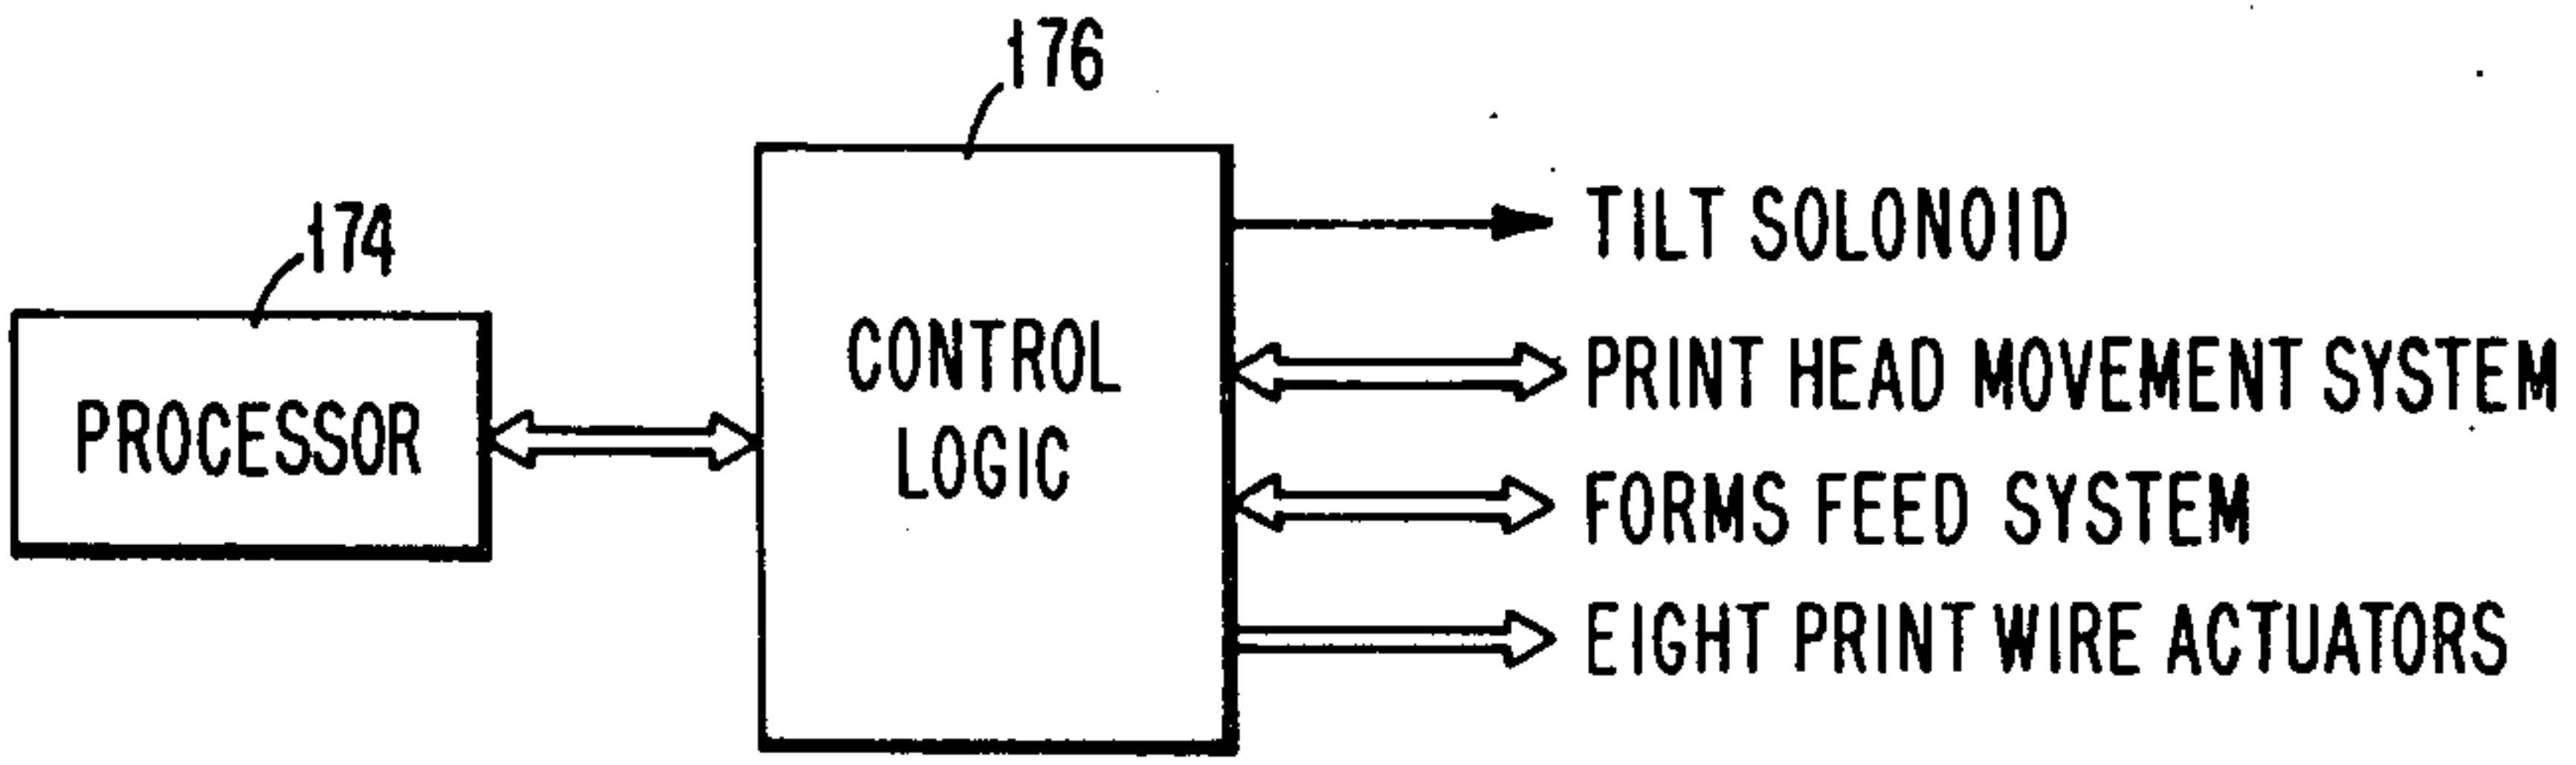 176
174
TILT SOLONOID
PRINT HEAD MOVEMENT SYSTEM
CONTROL
LOGIC
PROCESSOR
FORMS FEED SYSTEM
EIGHT PRINT WIRE ACTUATORS